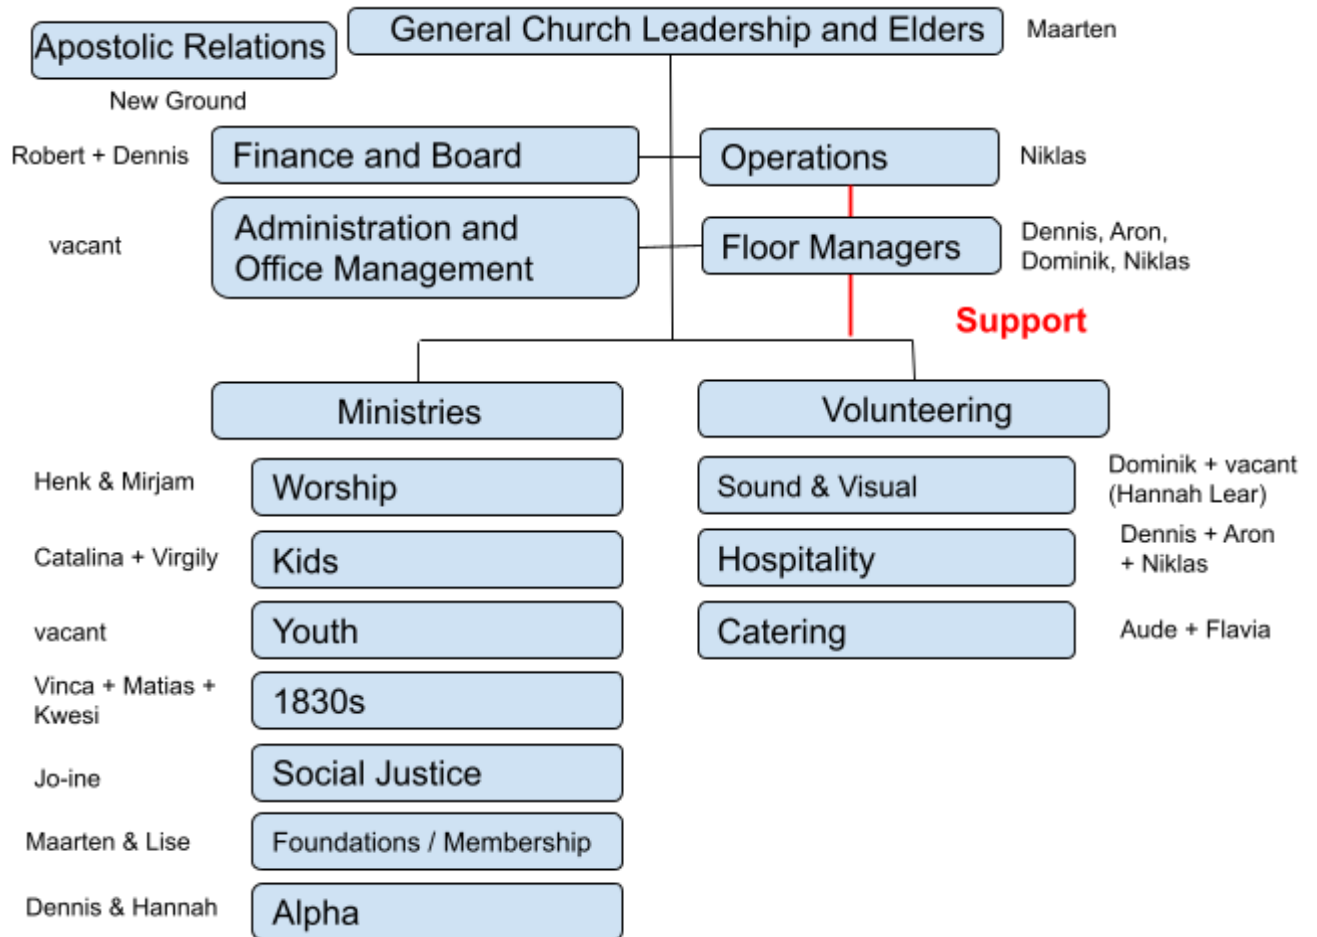 Apostolic Relations
General Church Leadership and Elders
Maarten
New Ground
Robert + Dennis
Finance and Board
Operations
Niklas
vacant
Administration and
Office Management
Floor Managers
Dennis, Aron,
Dominik, Niklas
Support
Ministries
Volunteering
Henk & Mirjam
Worship
Sound & Visual
Dominik + vacant
(Hannah Lear)
Catalina + Virgily
Kids
Hospitality
Dennis + Aron
+ Niklas
vacant
Youth
Catering
Aude + Flavia
Vinca + Matias +
Kwesi
1830s
Jo-ine
Social Justice
Maarten & Lise
Foundations / Membership
Dennis & Hannah
Alpha